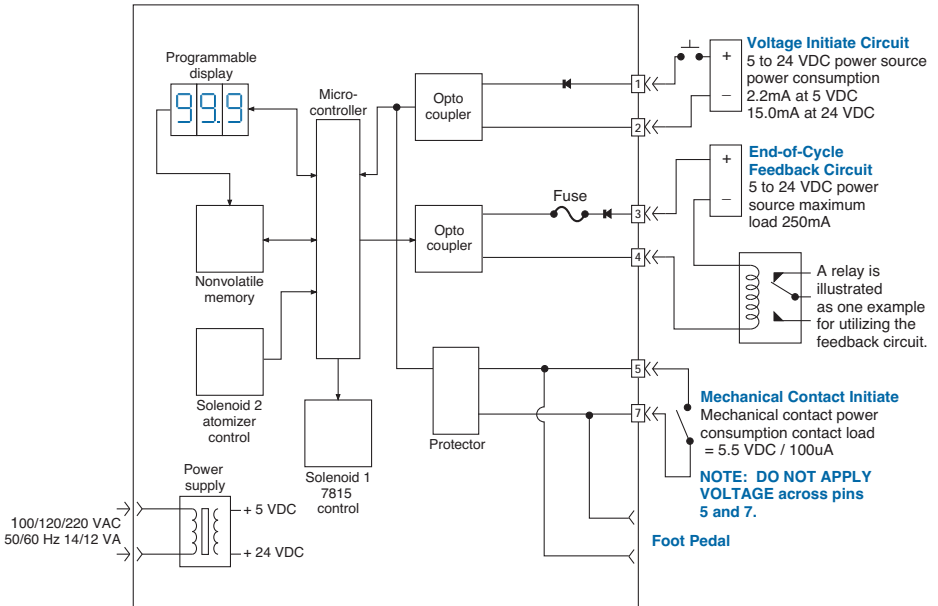 Programmable
display
99.9
Micro-
controller
Opto
coupler
1
2
+
–
Voltage Initiate Circuit
5 to 24 VDC power source
power consumption
2.2mA at 5 VDC
15.0mA at 24 VDC
Nonvolatile
memory
Opto
coupler
Fuse
3
4
+
–
End-of-Cycle
Feedback Circuit
5 to 24 VDC power
source maximum
load 250mA
A relay is
illustrated
as one example
for utilizing the
feedback circuit.
Solenoid 2
atomizer
control
Solenoid 1
7815
control
Protector
5
7
Mechanical Contact Initiate
Mechanical contact power
consumption contact load
= 5.5 VDC / 100uA
NOTE: DO NOT APPLY
VOLTAGE across pins
5 and 7.
Foot Pedal
Power
supply
+ 5 VDC
+ 24 VDC
100/120/220 VAC
50/60 Hz 14/12 VA